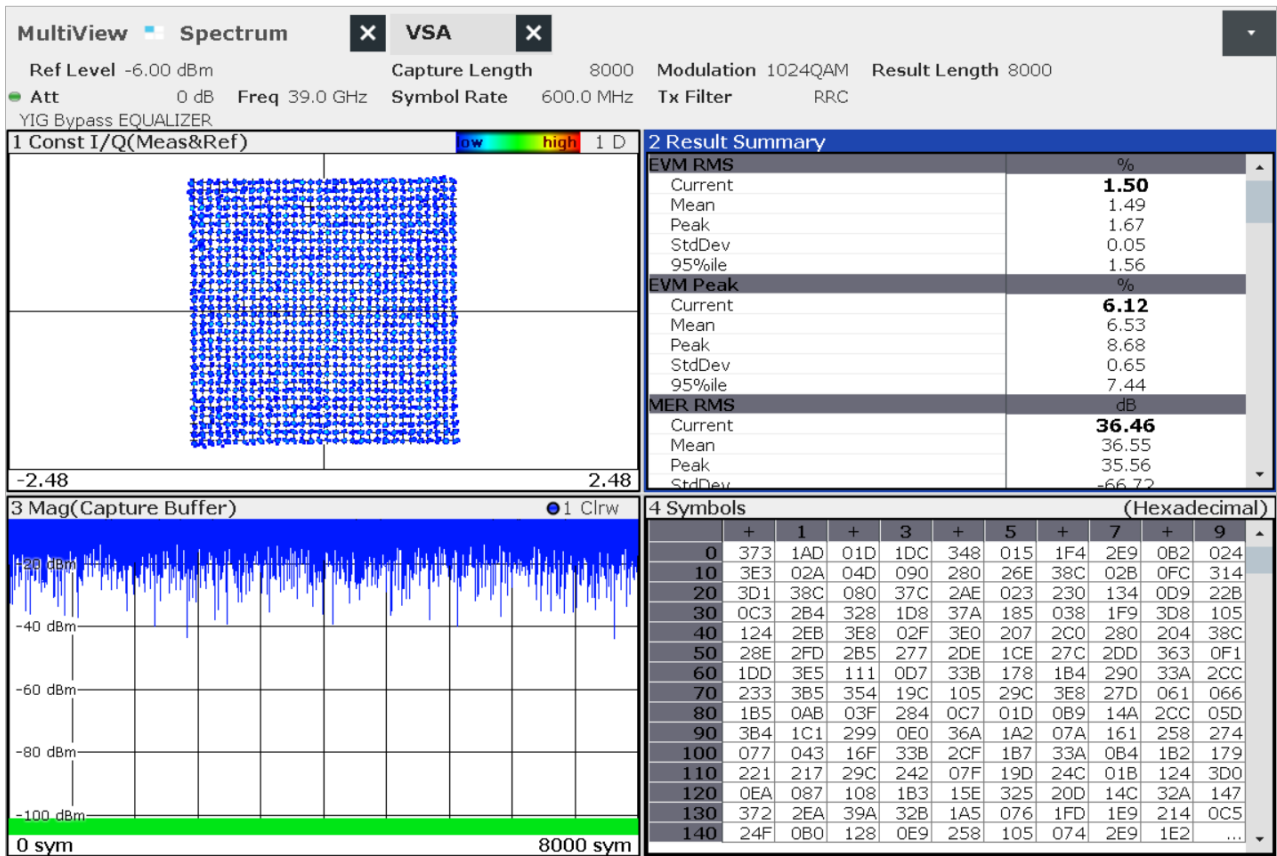 MultiView Spectrum X VSA X
Ref Level -6.00 dBm Capture Length 8000 Modulation 1024QAM Result Length 8000
Att 0 dB Freq 39.0 GHz Symbol Rate 600.0 MHz Tx Filter RRC
YIG Bypass EQUALIZER
1 Const I/Q(Meas&Ref) low high 1 D
-2.48 2.48
2 Result Summary
EVM RMS %
Current 1.50
Mean 1.49
Peak 1.67
StdDev 0.05
95%ile 1.56
EVM Peak %
Current 6.12
Mean 6.53
Peak 8.68
StdDev 0.65
95%ile 7.44
MER RMS dB
Current 36.46
Mean 36.55
Peak 35.56
StdDev -66.72
3 Mag(Capture Buffer) 1 Clrw
-20 dBm
-40 dBm
-60 dBm
-80 dBm
-100 dBm
0 sym 8000 sym
4 Symbols (Hexadecimal)
+ 1 + 3 + 5 + 7 + 9
0 373 1AD 01D 1DC 348 015 1F4 2E9 0B2 024
10 3E3 02A 04D 090 280 26E 38C 02B 0FC 314
20 3D1 38C 080 37C 2AE 023 230 134 0D9 22B
30 0C3 2B4 328 1D8 37A 185 038 1F9 3D8 105
40 124 2EB 3E8 02F 3E0 207 2C0 280 204 38C
50 28E 2FD 2B5 277 2DE 1CE 27C 2DD 363 0F1
60 1DD 3E5 111 0D7 33B 178 1B4 290 33A 2CC
70 233 3B5 354 19C 105 29C 3E8 27D 061 066
80 1B5 0AB 03F 284 0C7 01D 0B9 14A 2CC 05D
90 3B4 1C1 299 0E0 36A 1A2 07A 161 258 274
100 077 043 16F 33B 2CF 1B7 33A 0B4 1B2 179
110 221 217 29C 242 07F 19D 24C 01B 124 3D0
120 0EA 087 108 1B3 15E 325 20D 14C 32A 147
130 372 2EA 39A 32B 1A5 076 1FD 1E9 214 0C5
140 24F 0B0 128 0E9 258 105 074 2E9 1E2 ...